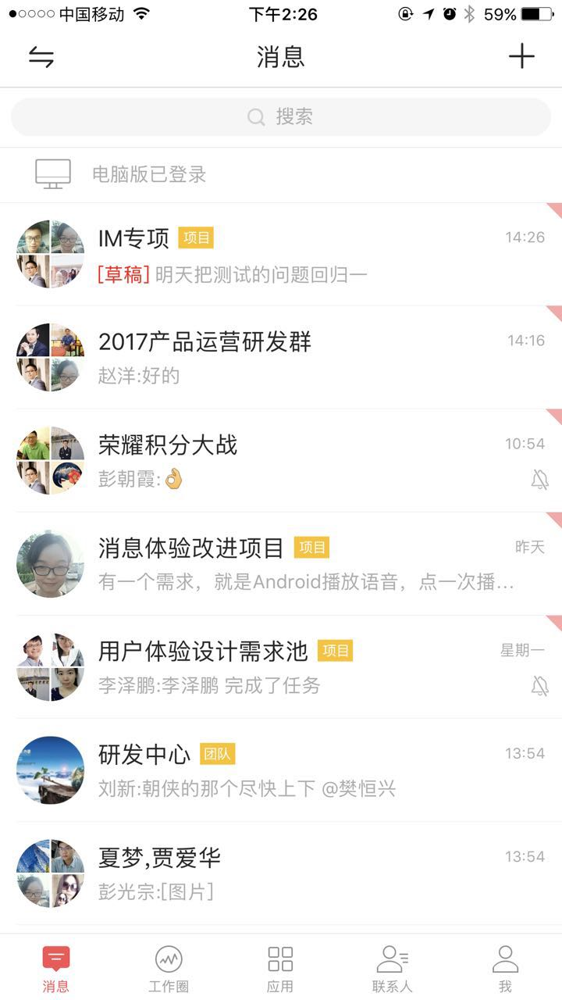 中国移动 下午2:26 59%
消息
搜索
电脑版已登录
IM专项 项目 14:26
[草稿] 明天把测试的问题回归一
2017产品运营研发群 14:16
赵洋:好的
荣耀积分大战 10:54
彭朝霞:👌
消息体验改进项目 项目 昨天
有一个需求，就是Android播放语音，点一次播...
用户体验设计需求池 项目 星期一
李泽鹏:李泽鹏 完成了任务
研发中心 团队 13:54
刘新:朝侠的那个尽快上下 @樊恒兴
夏梦,贾爱华 13:54
彭光宗:[图片]
消息 工作圈 应用 联系人 我